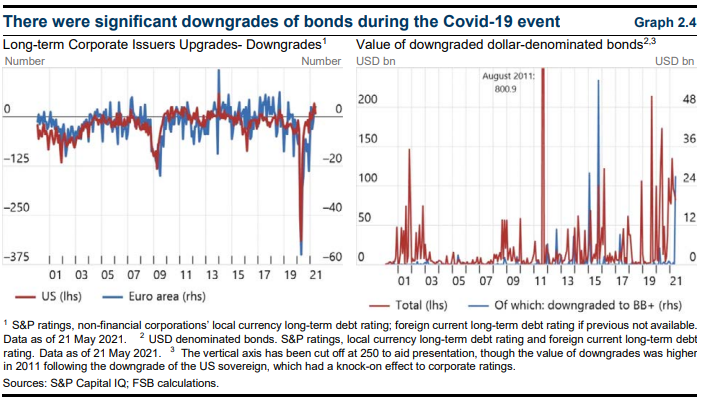 There were significant downgrades of bonds during the Covid-19 event Graph 2.4
Long-term Corporate Issuers Upgrades- Downgrades¹
Number Number
0 0
−125 −20
−250 −40
−375 −60
01 03 05 07 09 11 13 15 17 19 21
US (lhs) Euro area (rhs)
Value of downgraded dollar-denominated bonds²,³
USD bn USD bn
August 2011:
800.9
200 48
150 36
100 24
50 12
0 0
01 03 05 07 09 11 13 15 17 19 21
Total (lhs) Of which: downgraded to BB+ (rhs)
¹ S&P ratings, non-financial corporations' local currency long-term debt rating; foreign current long-term debt rating if previous not available.
Data as of 21 May 2021. ² USD denominated bonds. S&P ratings, local currency long-term debt rating and foreign current long-term debt
rating. Data as of 21 May 2021. ³ The vertical axis has been cut off at 250 to aid presentation, though the value of downgrades was higher
in 2011 following the downgrade of the US sovereign, which had a knock-on effect to corporate ratings.
Sources: S&P Capital IQ; FSB calculations.